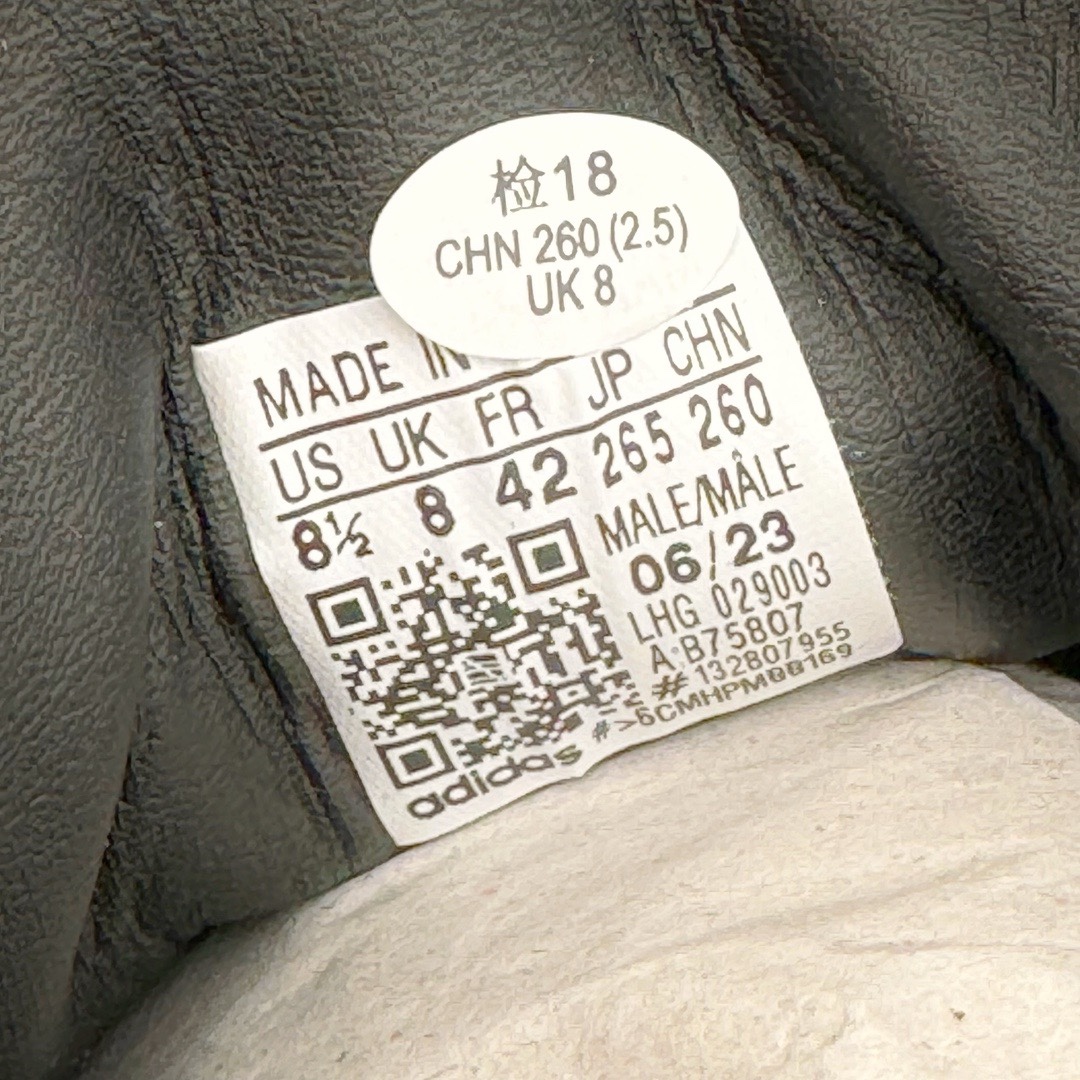 检18
CHN 260 (2.5)
UK 8
MADE IN
US UK FR JP CHN
8½ 8 42 265 260
MALE/MÂLE
06/23
LHG 029003
A:B75807
# 132807955
#>6CMHPM00169
adidas